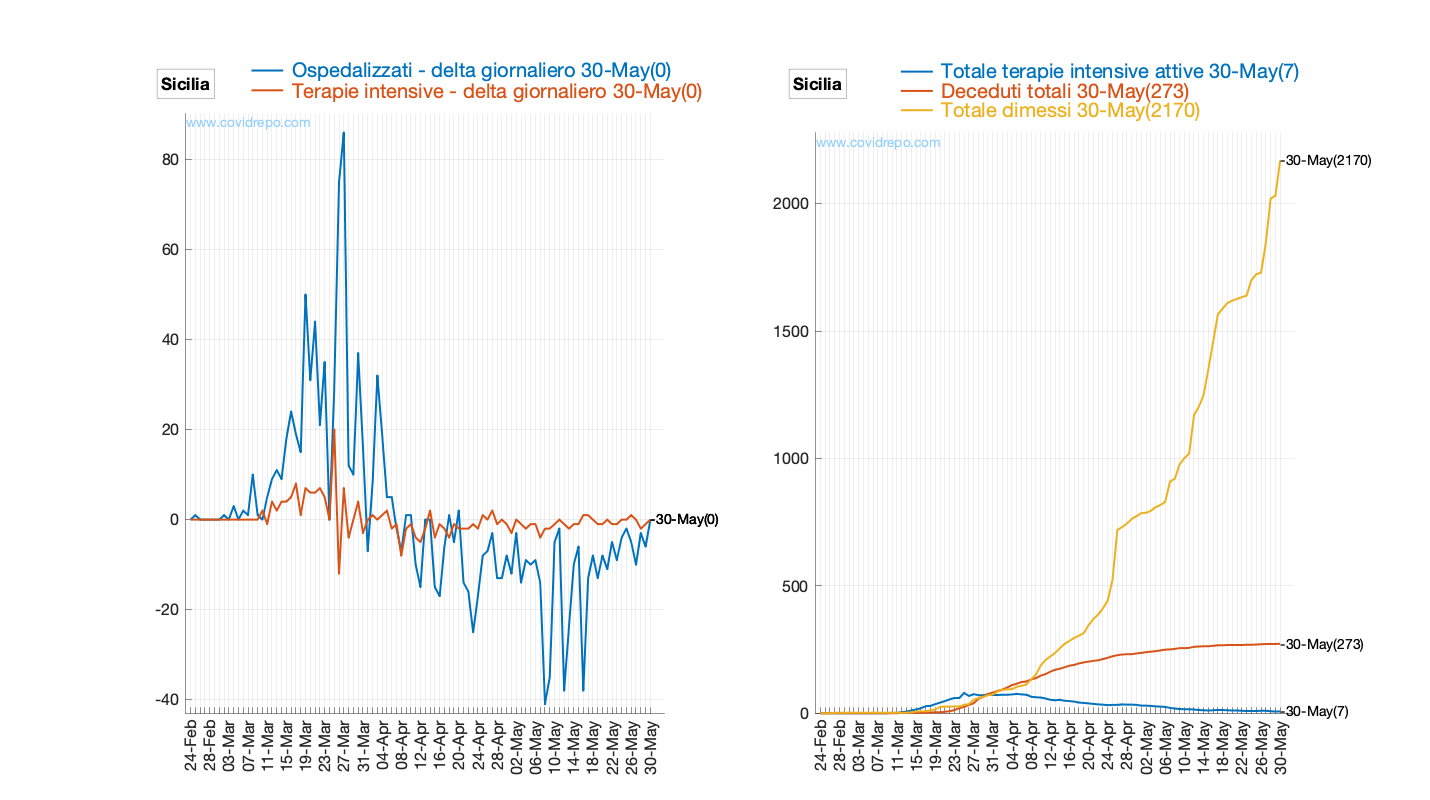 Sicilia
Ospedalizzati - delta giornaliero 30-May(0)
Terapie intensive - delta giornaliero 30-May(0)
www.covidrepo.com
80
60
40
20
0
-20
-40
30-May(0)
24-Feb
28-Feb
03-Mar
07-Mar
11-Mar
15-Mar
19-Mar
23-Mar
27-Mar
31-Mar
04-Apr
08-Apr
12-Apr
16-Apr
20-Apr
24-Apr
28-Apr
02-May
06-May
10-May
14-May
18-May
22-May
26-May
30-May
Sicilia
Totale terapie intensive attive 30-May(7)
Deceduti totali 30-May(273)
Totale dimessi 30-May(2170)
www.covidrepo.com
2000
1500
1000
500
0
30-May(2170)
30-May(273)
30-May(7)
24-Feb
28-Feb
03-Mar
07-Mar
11-Mar
15-Mar
19-Mar
23-Mar
27-Mar
31-Mar
04-Apr
08-Apr
12-Apr
16-Apr
20-Apr
24-Apr
28-Apr
02-May
06-May
10-May
14-May
18-May
22-May
26-May
30-May